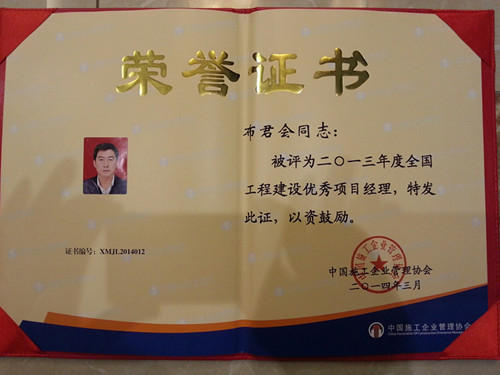 荣誉证书
布君会同志：
被评为二〇一三年度全国
工程建设优秀项目经理，特发
此证，以资鼓励。
证书编号：XMJL2014012
中国施工企业管理协会
二〇一四年三月
中国施工企业管理协会